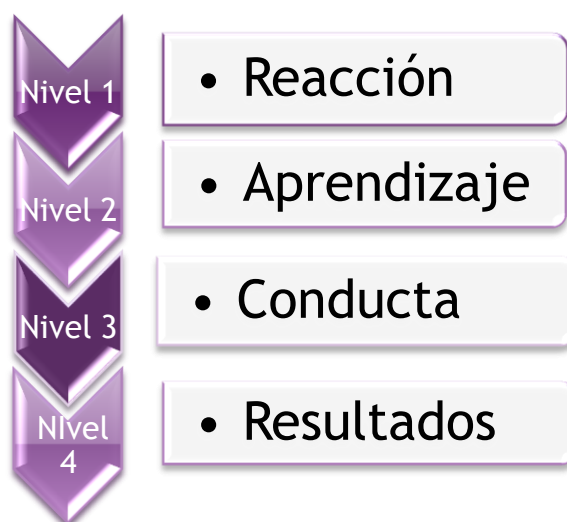 Nivel 1
• Reacción
Nivel 2
• Aprendizaje
Nivel 3
• Conducta
NIvel
4
• Resultados